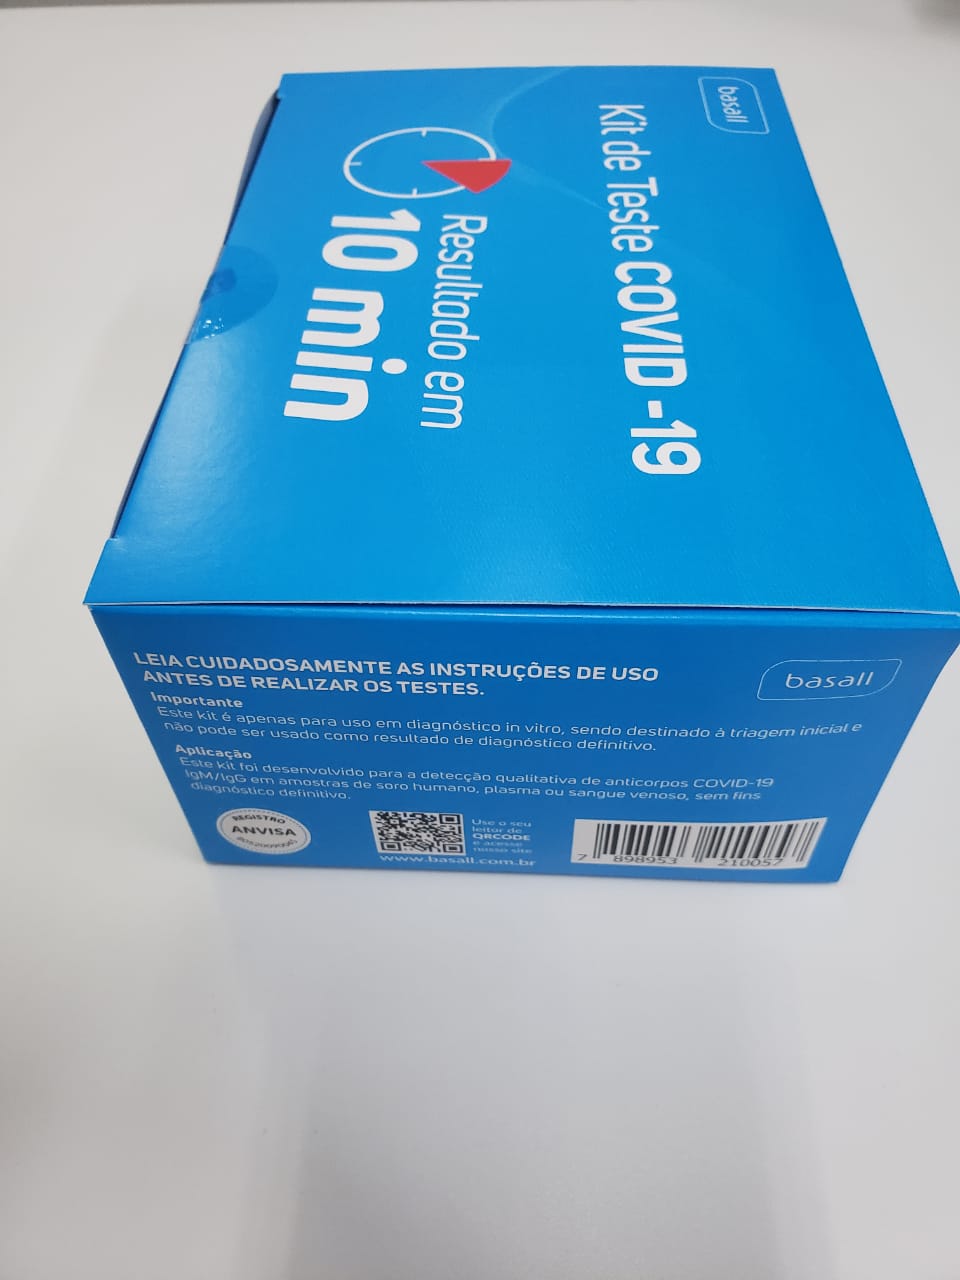 basall
Kit de Teste COVID -19
Resultado em
10 min
LEIA CUIDADOSAMENTE AS INSTRUÇÕES DE USO
ANTES DE REALIZAR OS TESTES.
basall
Importante
Este kit é apenas para uso em diagnóstico in vitro, sendo destinado à triagem inicial e
não pode ser usado como resultado de diagnóstico definitivo.
Aplicação
Este kit foi desenvolvido para a detecção qualitativa de anticorpos COVID-19
IgM/IgG em amostras de soro humano, plasma ou sangue venoso, sem fins
diagnóstico definitivo.
REGISTRO
ANVISA
Use o seu
leitor de
QRCODE
e acesse
nosso site
www.basall.com.br
7 898953 210057